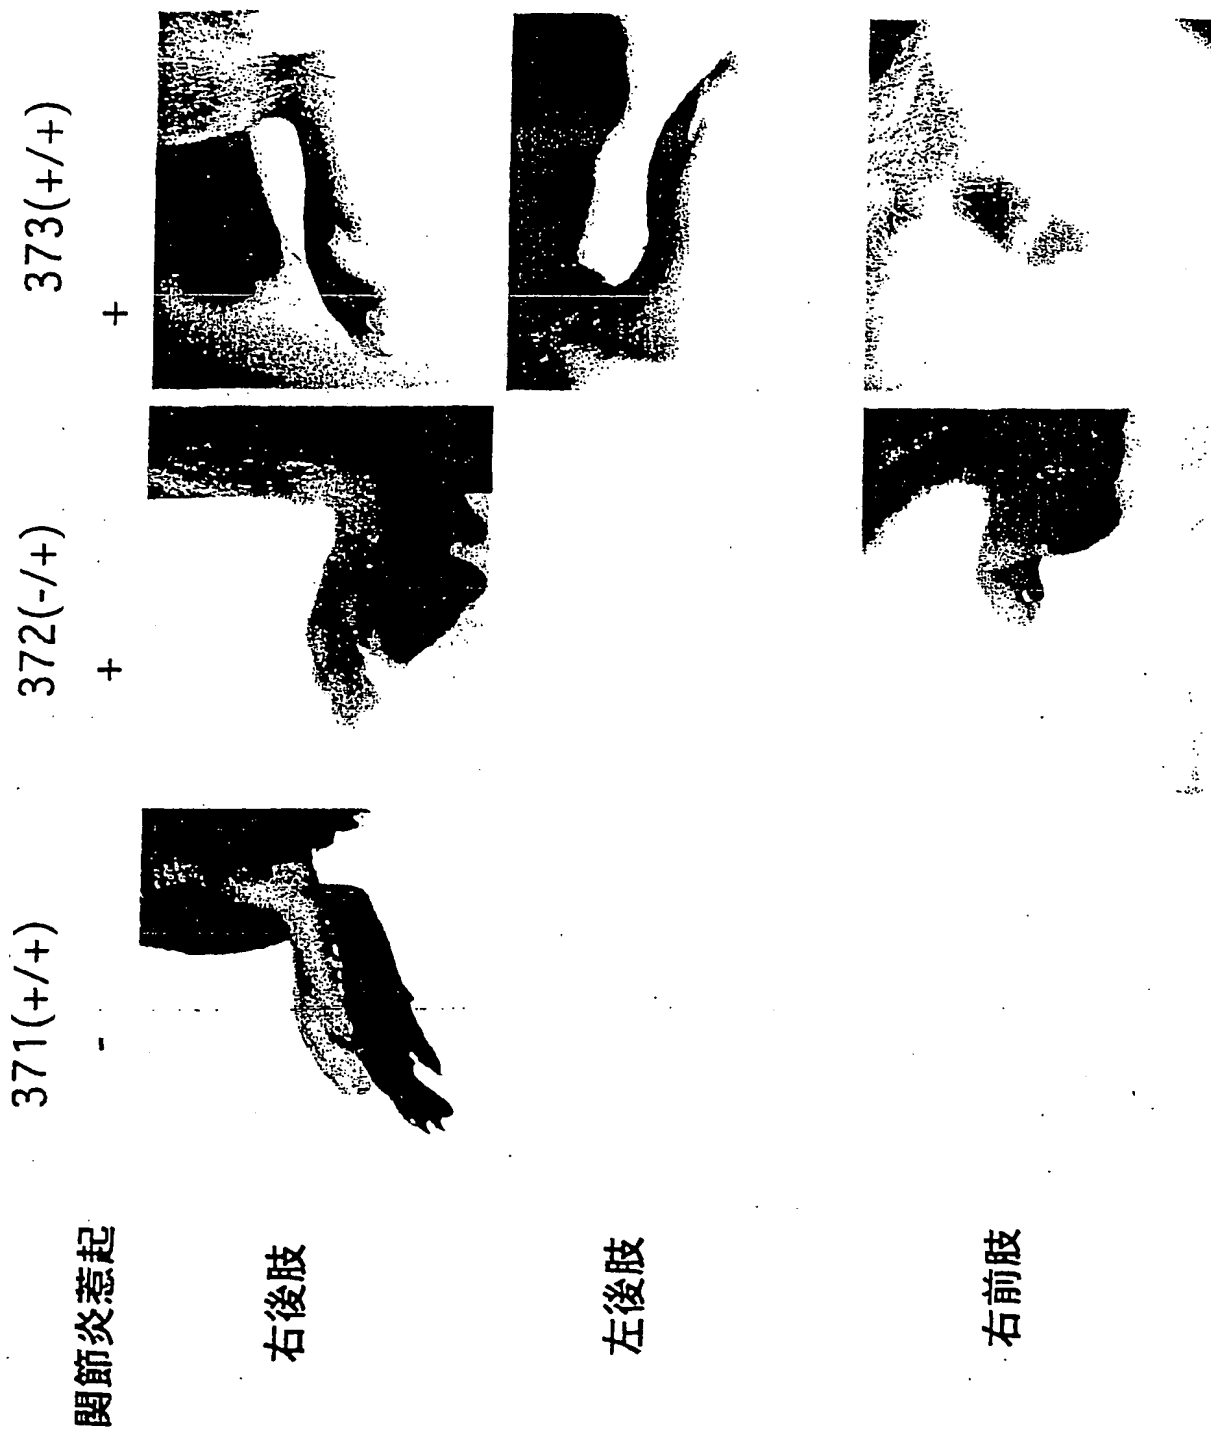 371(+/+) 372(-/+) 373(+/+)
関節炎惹起 - + +
右後肢
左後肢
右前肢